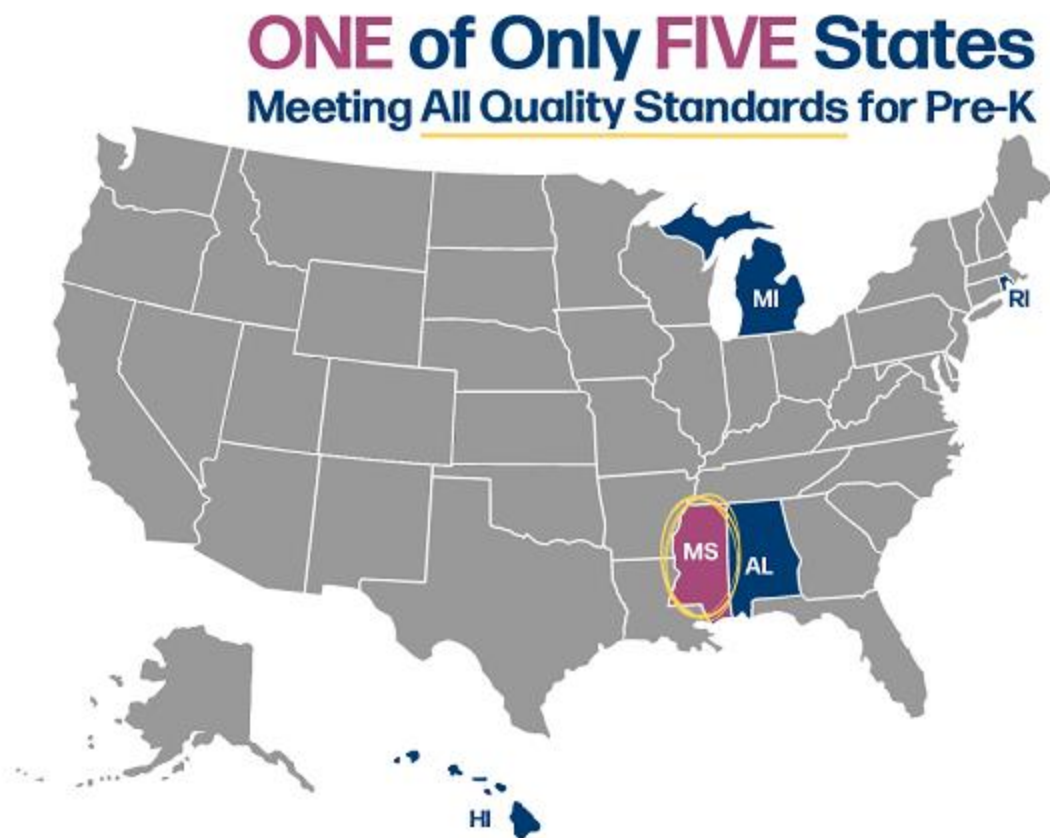 ONE of Only FIVE States
Meeting All Quality Standards for Pre-K
MI
RI
MS
AL
HI